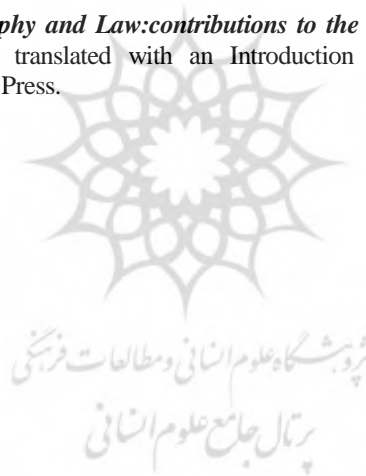 phy and Law:contributions to the
translated with an Introduction
Press.
پژوهشگاه علوم انسانی و مطالعات فرهنگی
پرتال جامع علوم انسانی